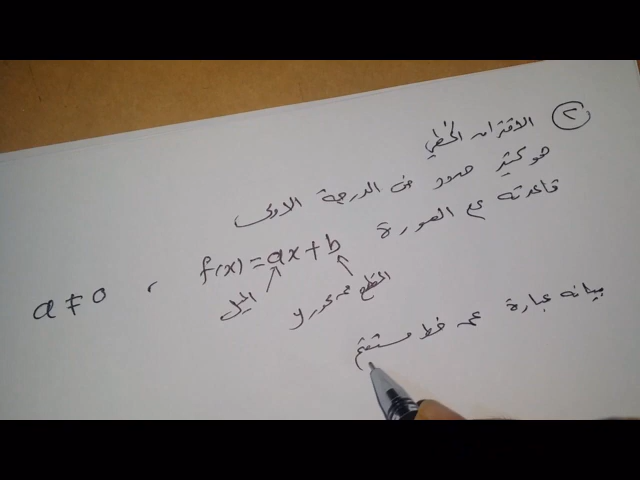 ٢ الاقتران الخطي
هو كثير حدود من الدرجة الاولى
قاعدته على الصورة f(x)=ax+b , a≠0
الميل
المقطع من محور y
بيانه عبارة عن خط مستقيم